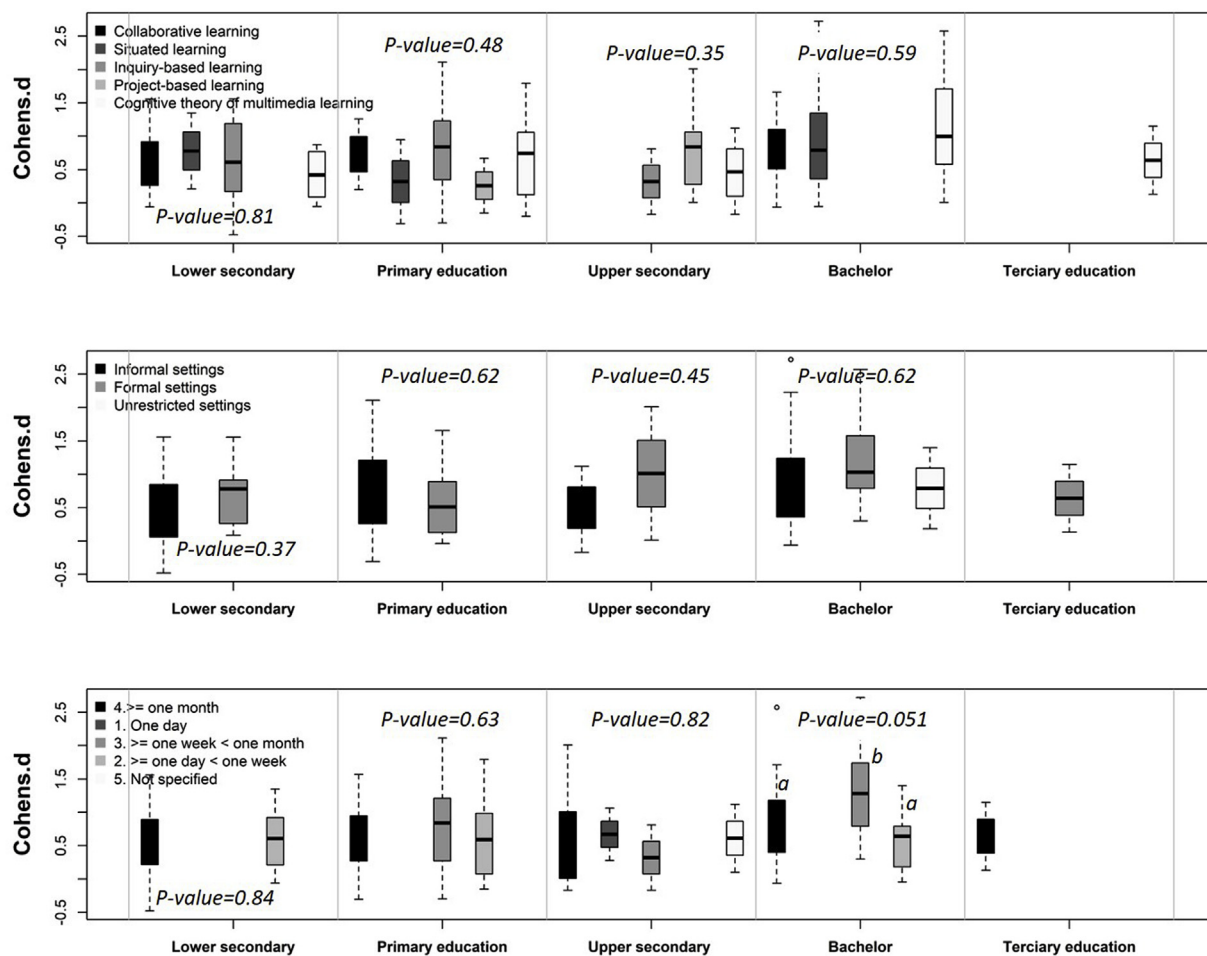 Collaborative learning
Situated learning
Inquiry-based learning
Project-based learning
Cognitive theory of multimedia learning
P-value=0.81
P-value=0.48
P-value=0.35
P-value=0.59
Cohens.d
2.5
1.5
0.5
-0.5
Lower secondary
Primary education
Upper secondary
Bachelor
Terciary education
Informal settings
Formal settings
Unrestricted settings
P-value=0.37
P-value=0.62
P-value=0.45
P-value=0.62
Cohens.d
2.5
1.5
0.5
-0.5
Lower secondary
Primary education
Upper secondary
Bachelor
Terciary education
4.>= one month
1. One day
3. >= one week < one month
2. >= one day < one week
5. Not specified
P-value=0.84
P-value=0.63
P-value=0.82
P-value=0.051
a
b
a
Cohens.d
2.5
1.5
0.5
-0.5
Lower secondary
Primary education
Upper secondary
Bachelor
Terciary education